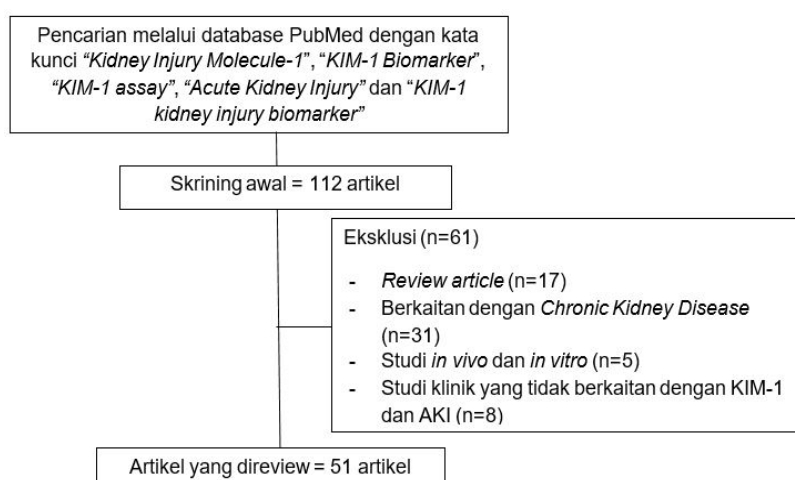 Pencarian melalui database PubMed dengan kata
kunci “Kidney Injury Molecule-1”, “KIM-1 Biomarker”,
“KIM-1 assay”, “Acute Kidney Injury” dan “KIM-1
kidney injury biomarker”
Skrining awal = 112 artikel
Eksklusi (n=61)
- Review article (n=17)
- Berkaitan dengan Chronic Kidney Disease
(n=31)
- Studi in vivo dan in vitro (n=5)
- Studi klinik yang tidak berkaitan dengan KIM-1
dan AKI (n=8)
Artikel yang direview = 51 artikel